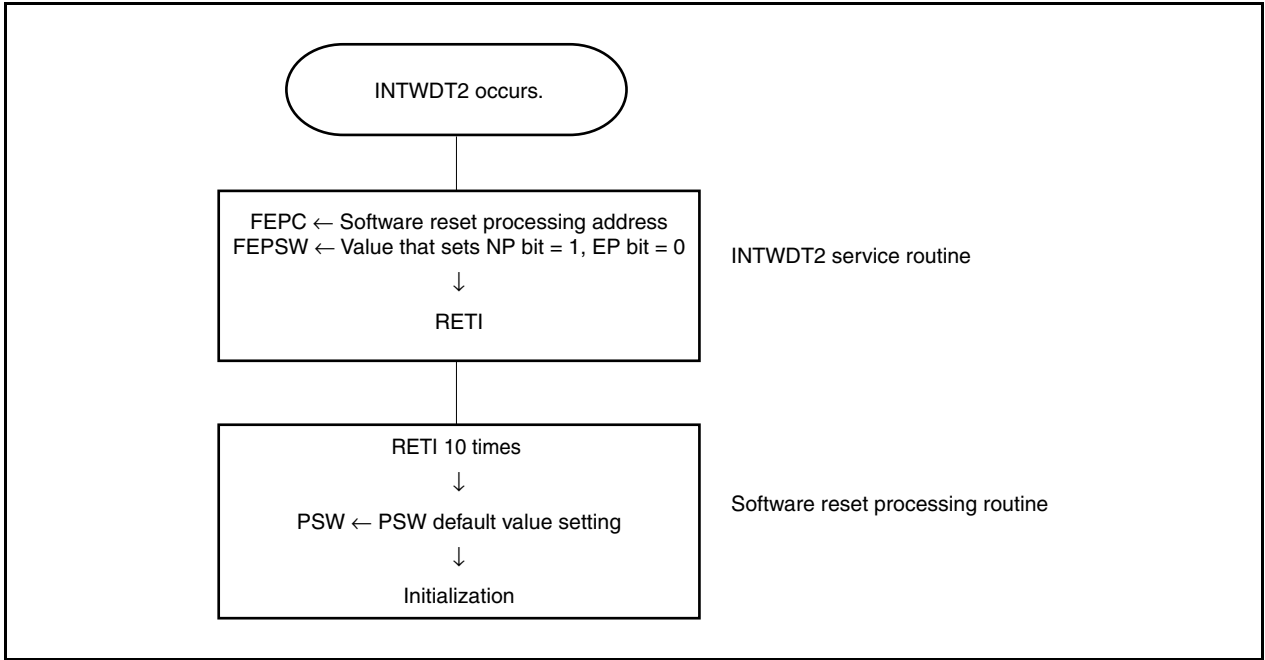 INTWDT2 occurs.
FEPC ← Software reset processing address
FEPSW ← Value that sets NP bit = 1, EP bit = 0
↓
RETI
INTWDT2 service routine
RETI 10 times
↓
PSW ← PSW default value setting
↓
Initialization
Software reset processing routine